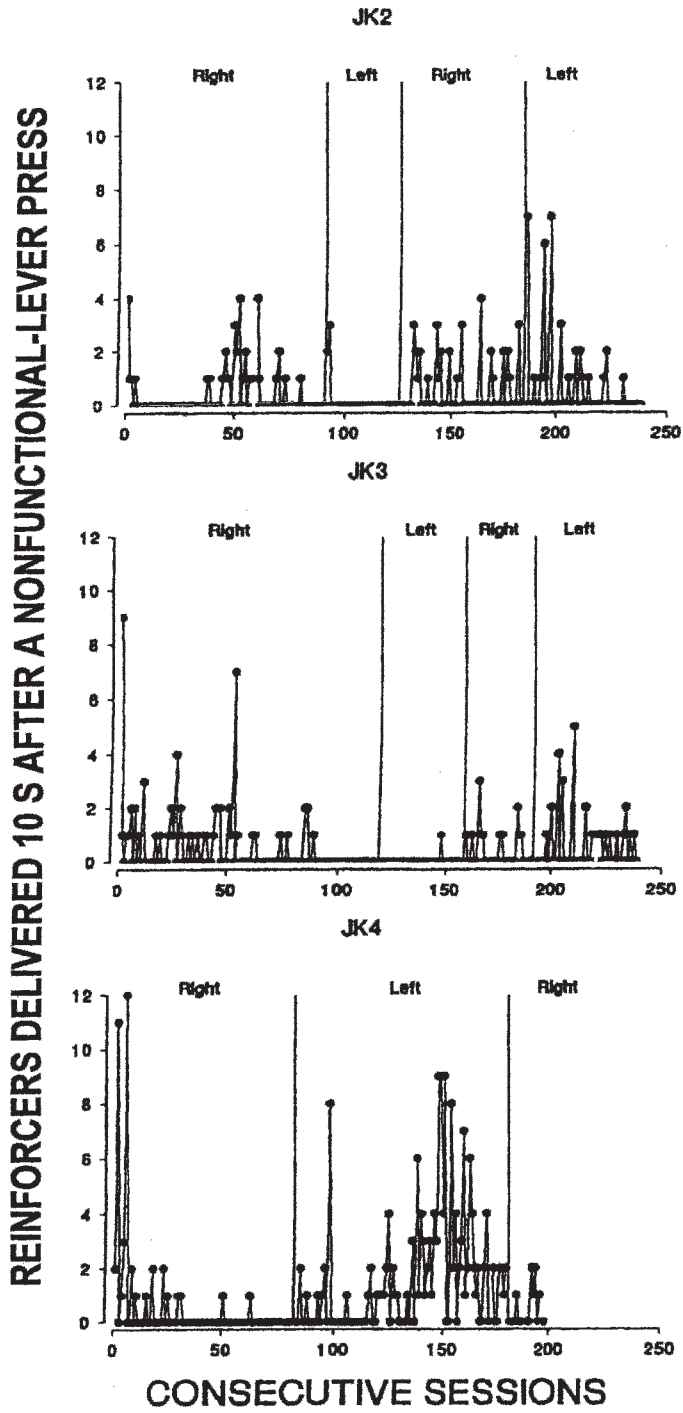 REINFORCERS DELIVERED 10 S AFTER A NONFUNCTIONAL-LEVER PRESS
JK2
Right Left Right Left
12
10
8
6
4
2
0
0 50 100 150 200 250
JK3
Right Left Right Left
12
10
8
6
4
2
0
0 50 100 150 200 250
JK4
Right Left Right
12
10
8
6
4
2
0
0 50 100 150 200 250
CONSECUTIVE SESSIONS